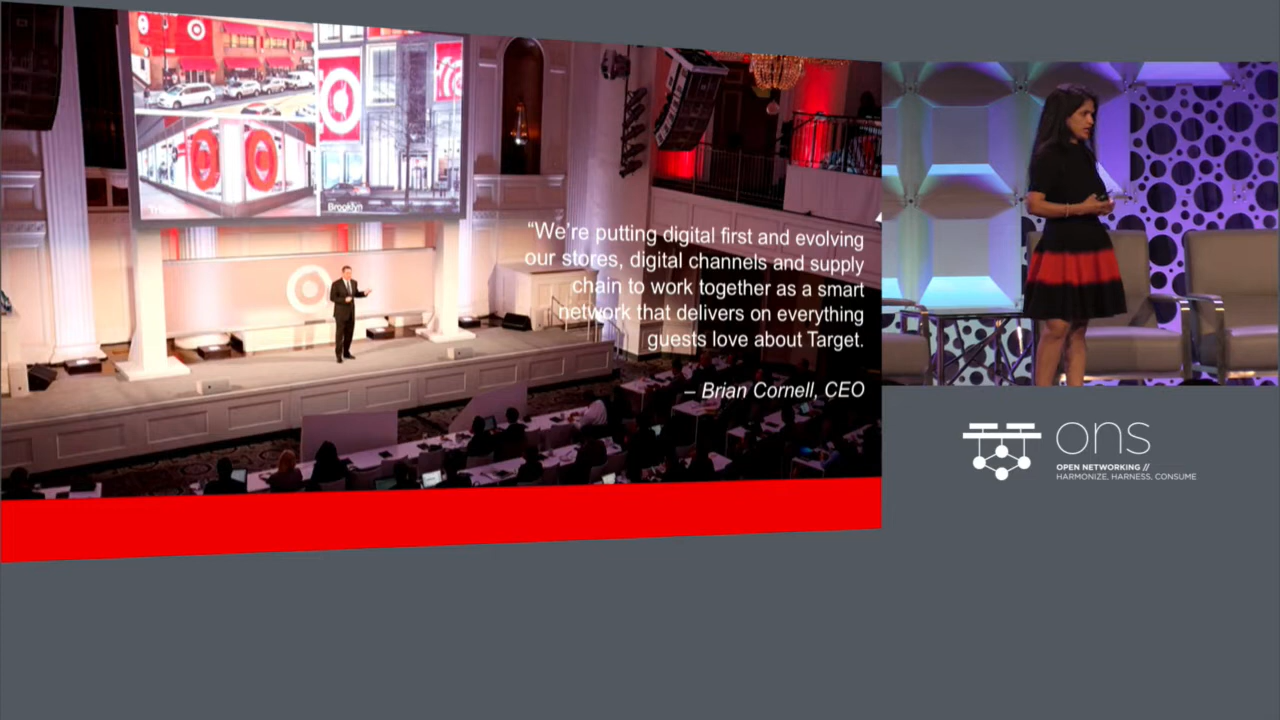 Brooklyn
“We’re putting digital first and evolving
our stores, digital channels and supply
chain to work together as a smart
network that delivers on everything
guests love about Target.
– Brian Cornell, CEO
ons
OPEN NETWORKING //
HARMONIZE. HARNESS. CONSUME